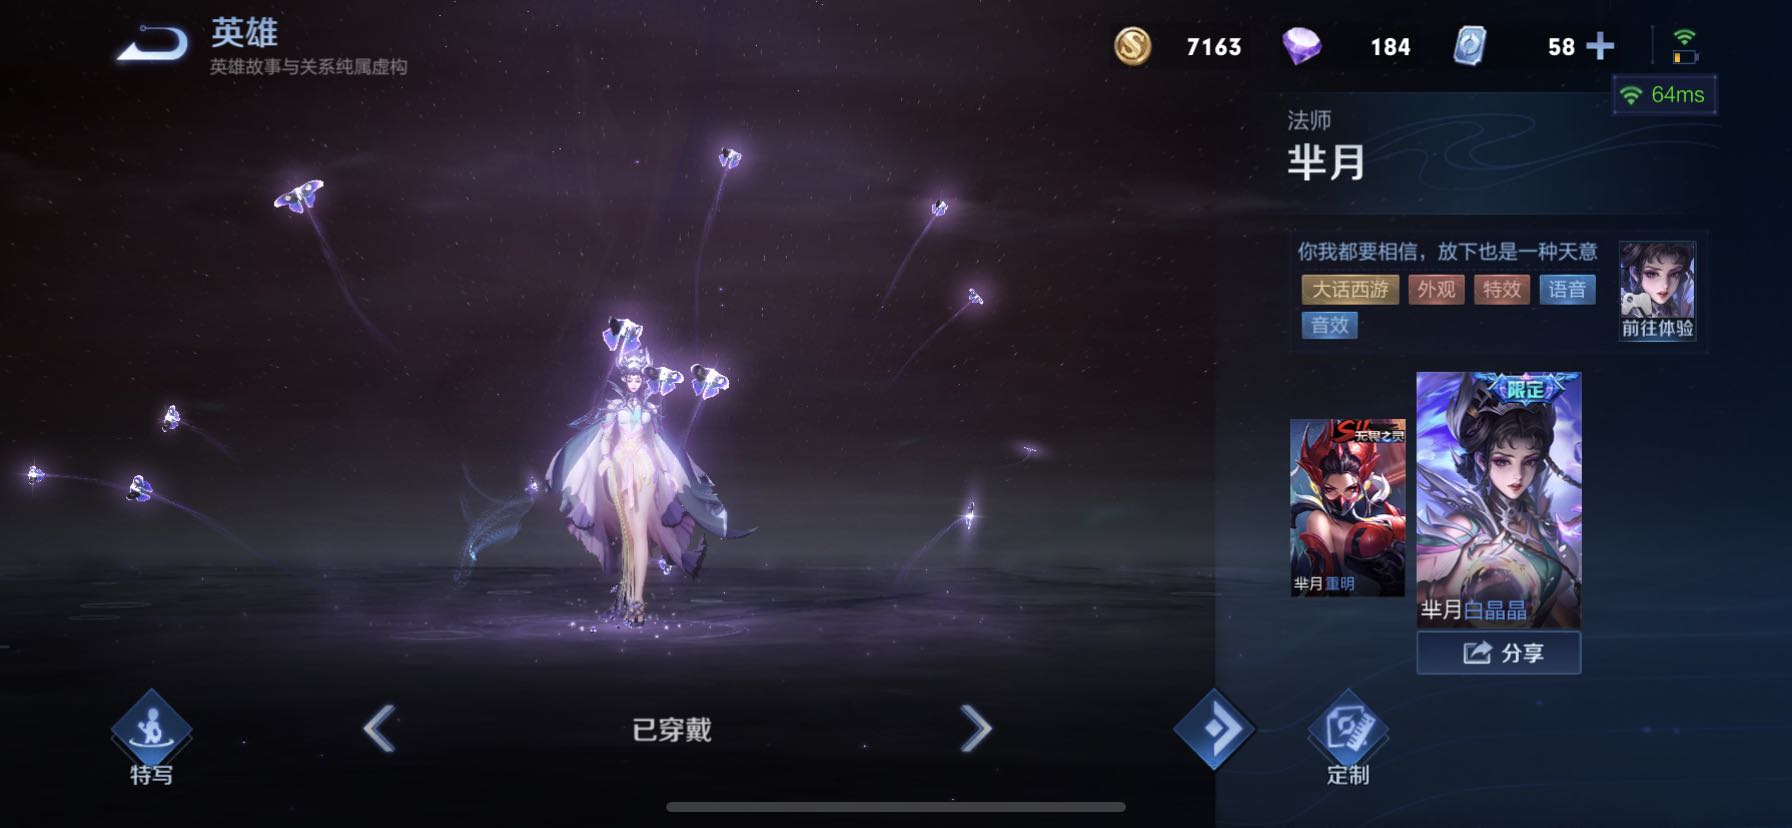 英雄
英雄故事与关系纯属虚构
7163
184
58
64ms
法师
芈月
你我都要相信，放下也是一种天意
大话西游
外观
特效
语音
音效
前往体验
无畏之灵
芈月重明
限定
芈月白晶晶
分享
特写
已穿戴
定制